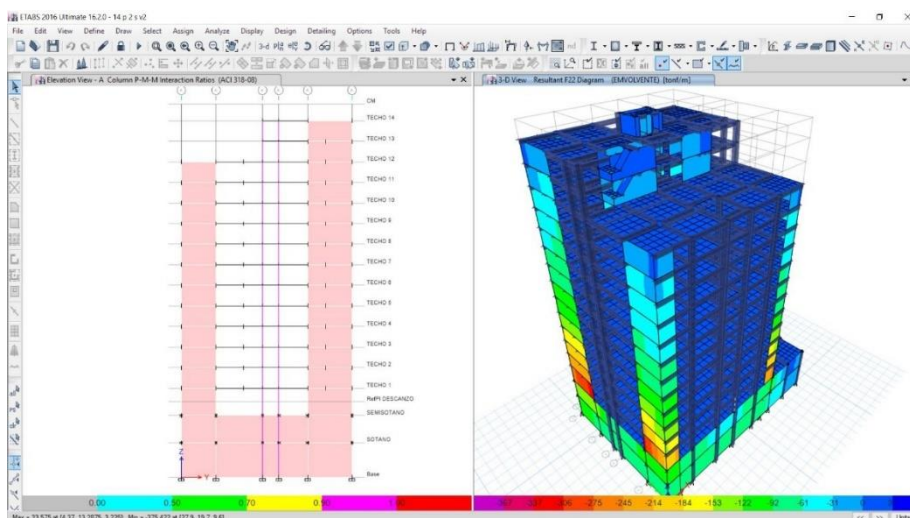 ETABS 2016 Ultimate 16.2.0 - 14 p 2 s v2
File Edit View Define Draw Select Assign Analyze Display Design Detailing Options Tools Help
Elevation View - A Column P-M-M Interaction Ratios (ACI 318-08)
3-D View Resultant F22 Diagram (EMVOLVENTE) [tonf/m]
CM
TECHO 14
TECHO 13
TECHO 12
TECHO 11
TECHO 10
TECHO 9
TECHO 8
TECHO 7
TECHO 6
TECHO 5
TECHO 4
TECHO 3
TECHO 2
TECHO 1
DESCANZO
SEMISOTANO
SOTANO
Base
Z
Y
0.00 0.50 0.70 0.90
-337 -306 -275 -245 -214 -184 -153 -122 -92 -61 -31